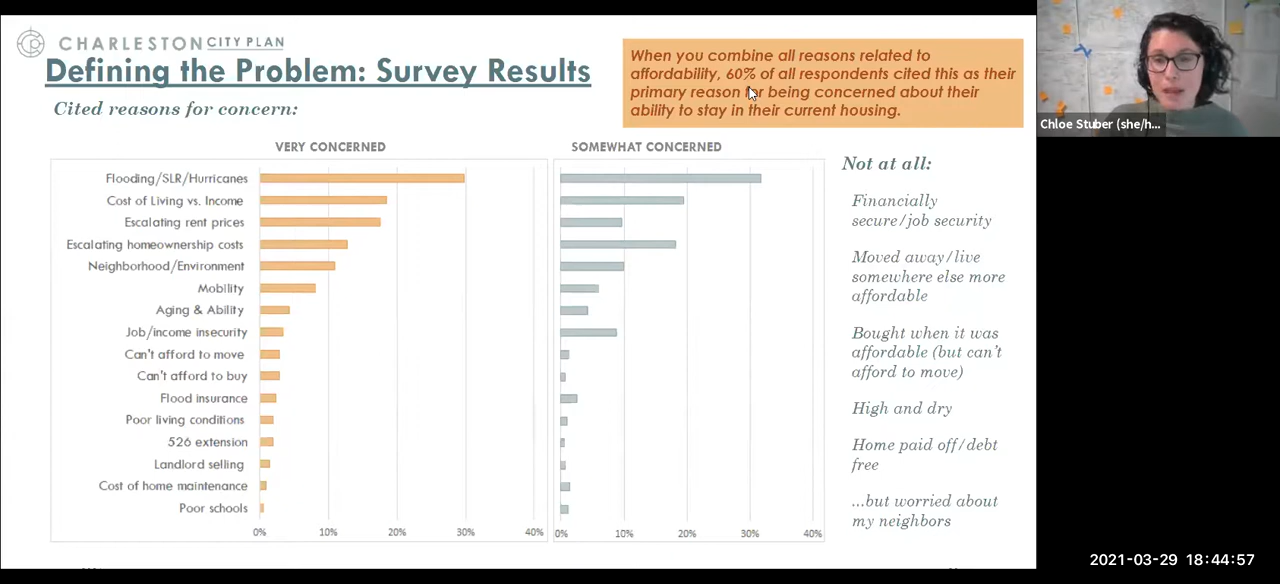 CHARLESTON CITY PLAN
Defining the Problem: Survey Results
Cited reasons for concern:
When you combine all reasons related to
affordability, 60% of all respondents cited this as their
primary reason for being concerned about their
ability to stay in their current housing.
Chloe Stuber (she/h...
VERY CONCERNED
SOMEWHAT CONCERNED
Flooding/SLR/Hurricanes
Cost of Living vs. Income
Escalating rent prices
Escalating homeownership costs
Neighborhood/Environment
Mobility
Aging & Ability
Job/income insecurity
Can't afford to move
Can't afford to buy
Flood insurance
Poor living conditions
526 extension
Landlord selling
Cost of home maintenance
Poor schools
0% 10% 20% 30% 40%
0% 10% 20% 30% 40%
Not at all:
Financially
secure/job security
Moved away/live
somewhere else more
affordable
Bought when it was
affordable (but can't
afford to move)
High and dry
Home paid off/debt
free
...but worried about
my neighbors
2021-03-29 18:44:57